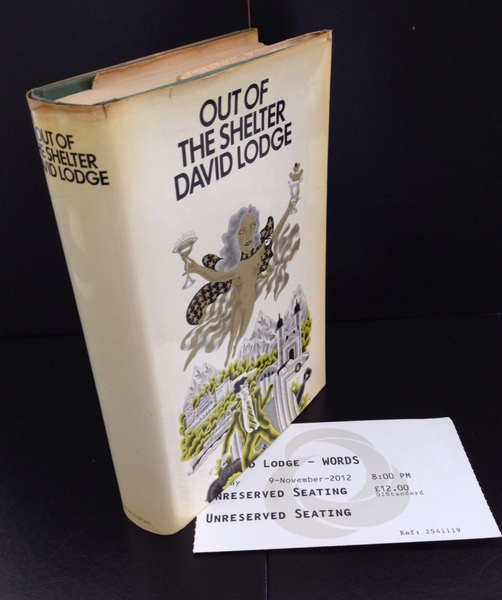 OUT OF
THE SHELTER
DAVID LODGE
OUT OF
THE SHELTER
DAVID LODGE
LODGE - WORDS
9-November-2012 8:00 PM
UNRESERVED SEATING £12.00
01Standard
UNRESERVED SEATING
Ref: 2541119